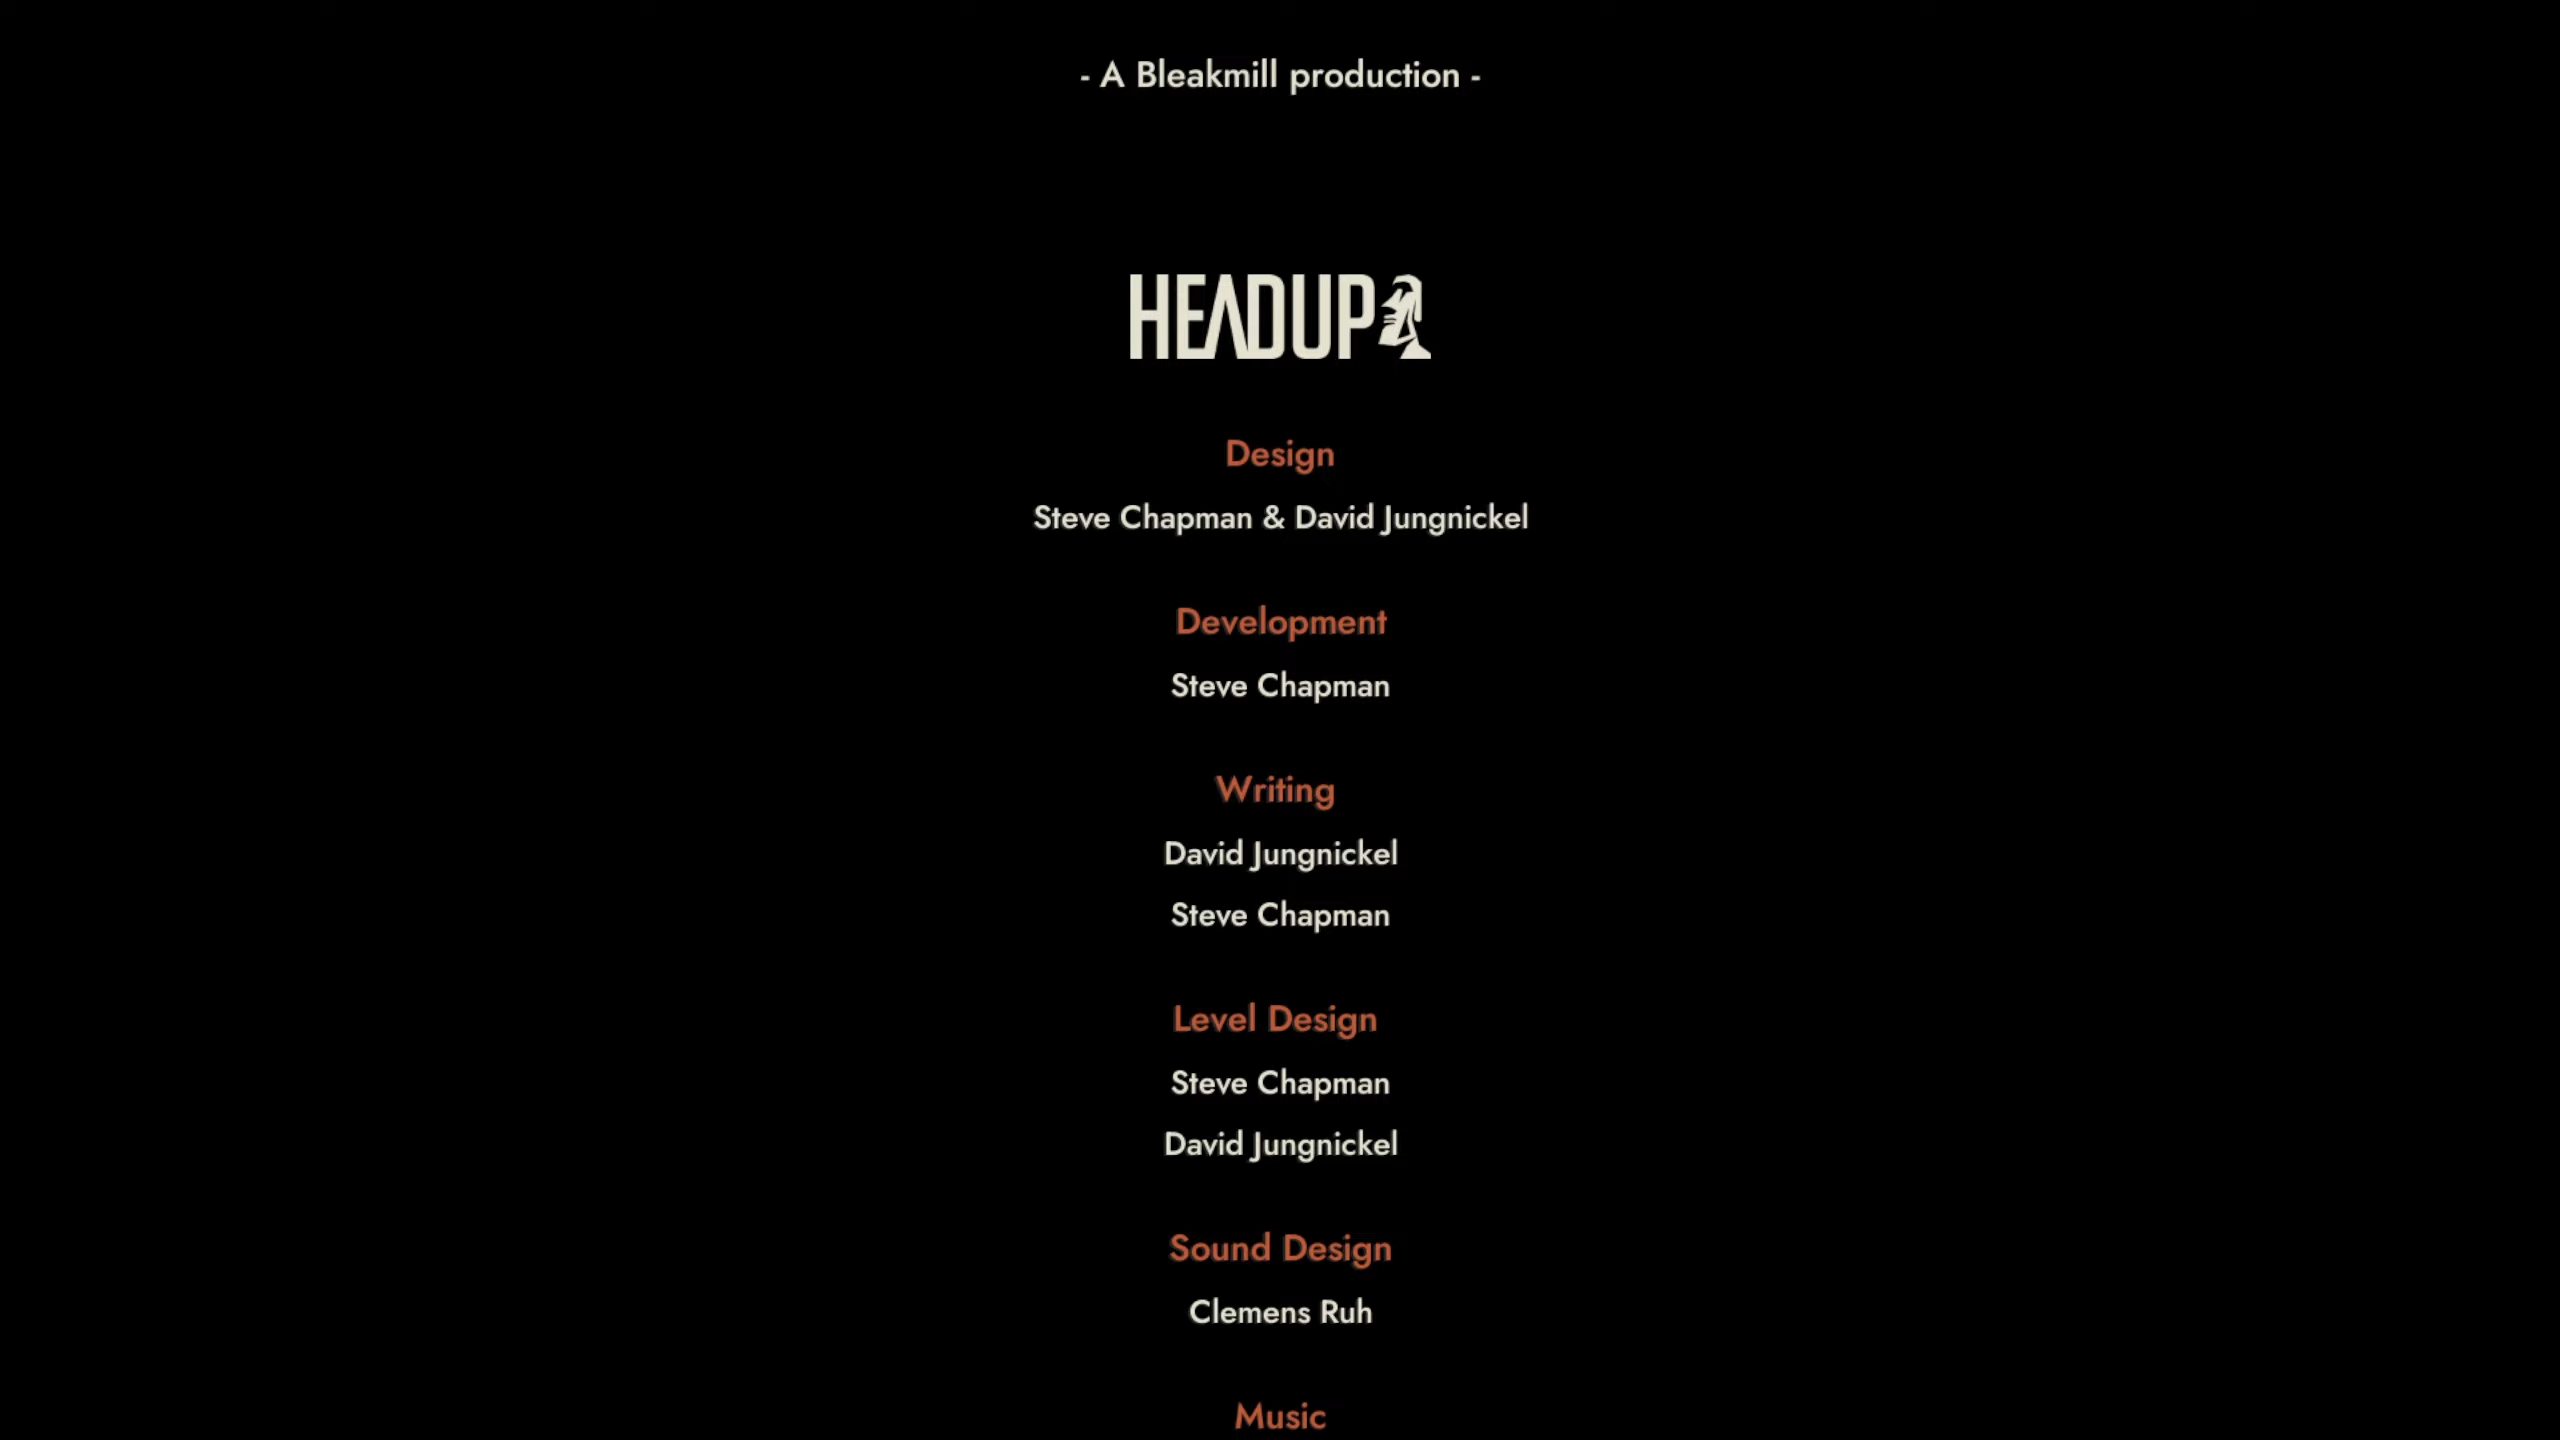 - A Bleakmill production -
HEADUP
Design
Steve Chapman & David Jungnickel
Development
Steve Chapman
Writing
David Jungnickel
Steve Chapman
Level Design
Steve Chapman
David Jungnickel
Sound Design
Clemens Ruh
Music